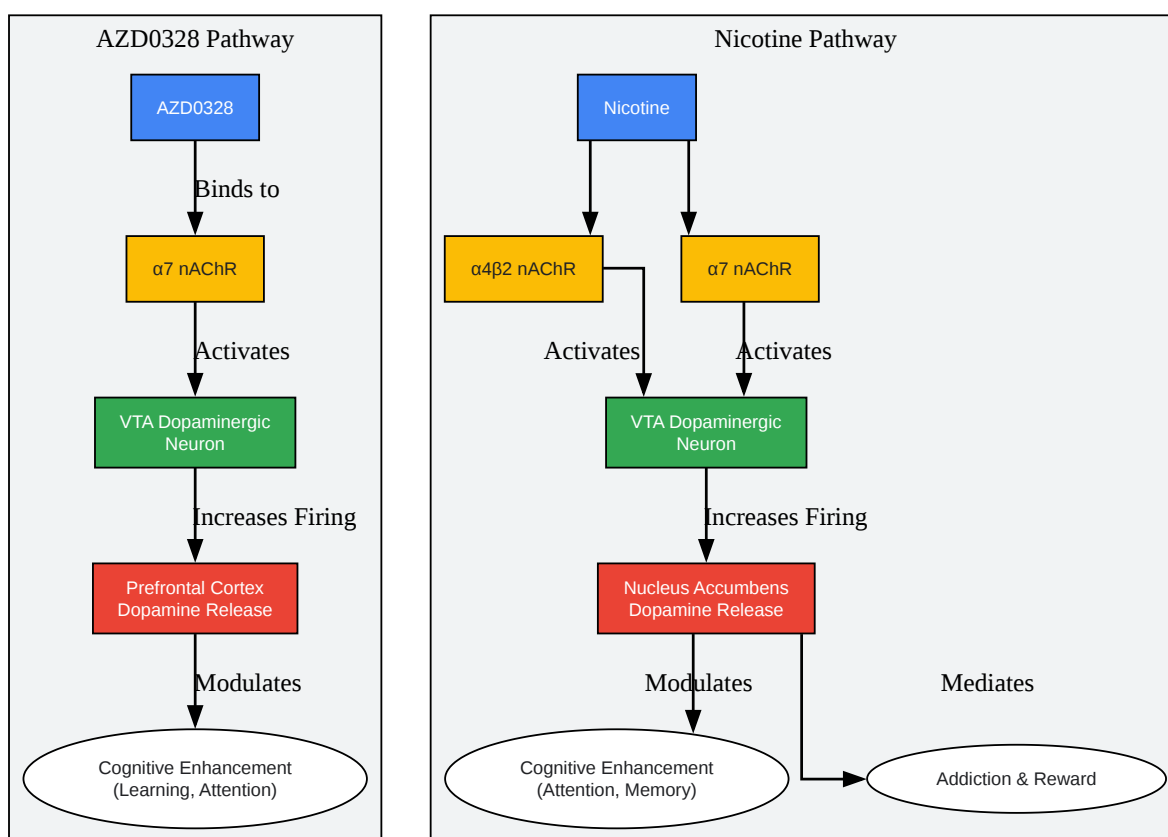 AZD0328 Pathway
AZD0328
Binds to
α7 nAChR
Activates
VTA Dopaminergic
Neuron
Increases Firing
Prefrontal Cortex
Dopamine Release
Modulates
Cognitive Enhancement
(Learning, Attention)
Nicotine Pathway
Nicotine
α4β2 nAChR
α7 nAChR
Activates
Activates
VTA Dopaminergic
Neuron
Increases Firing
Nucleus Accumbens
Dopamine Release
Modulates
Mediates
Cognitive Enhancement
(Attention, Memory)
Addiction & Reward